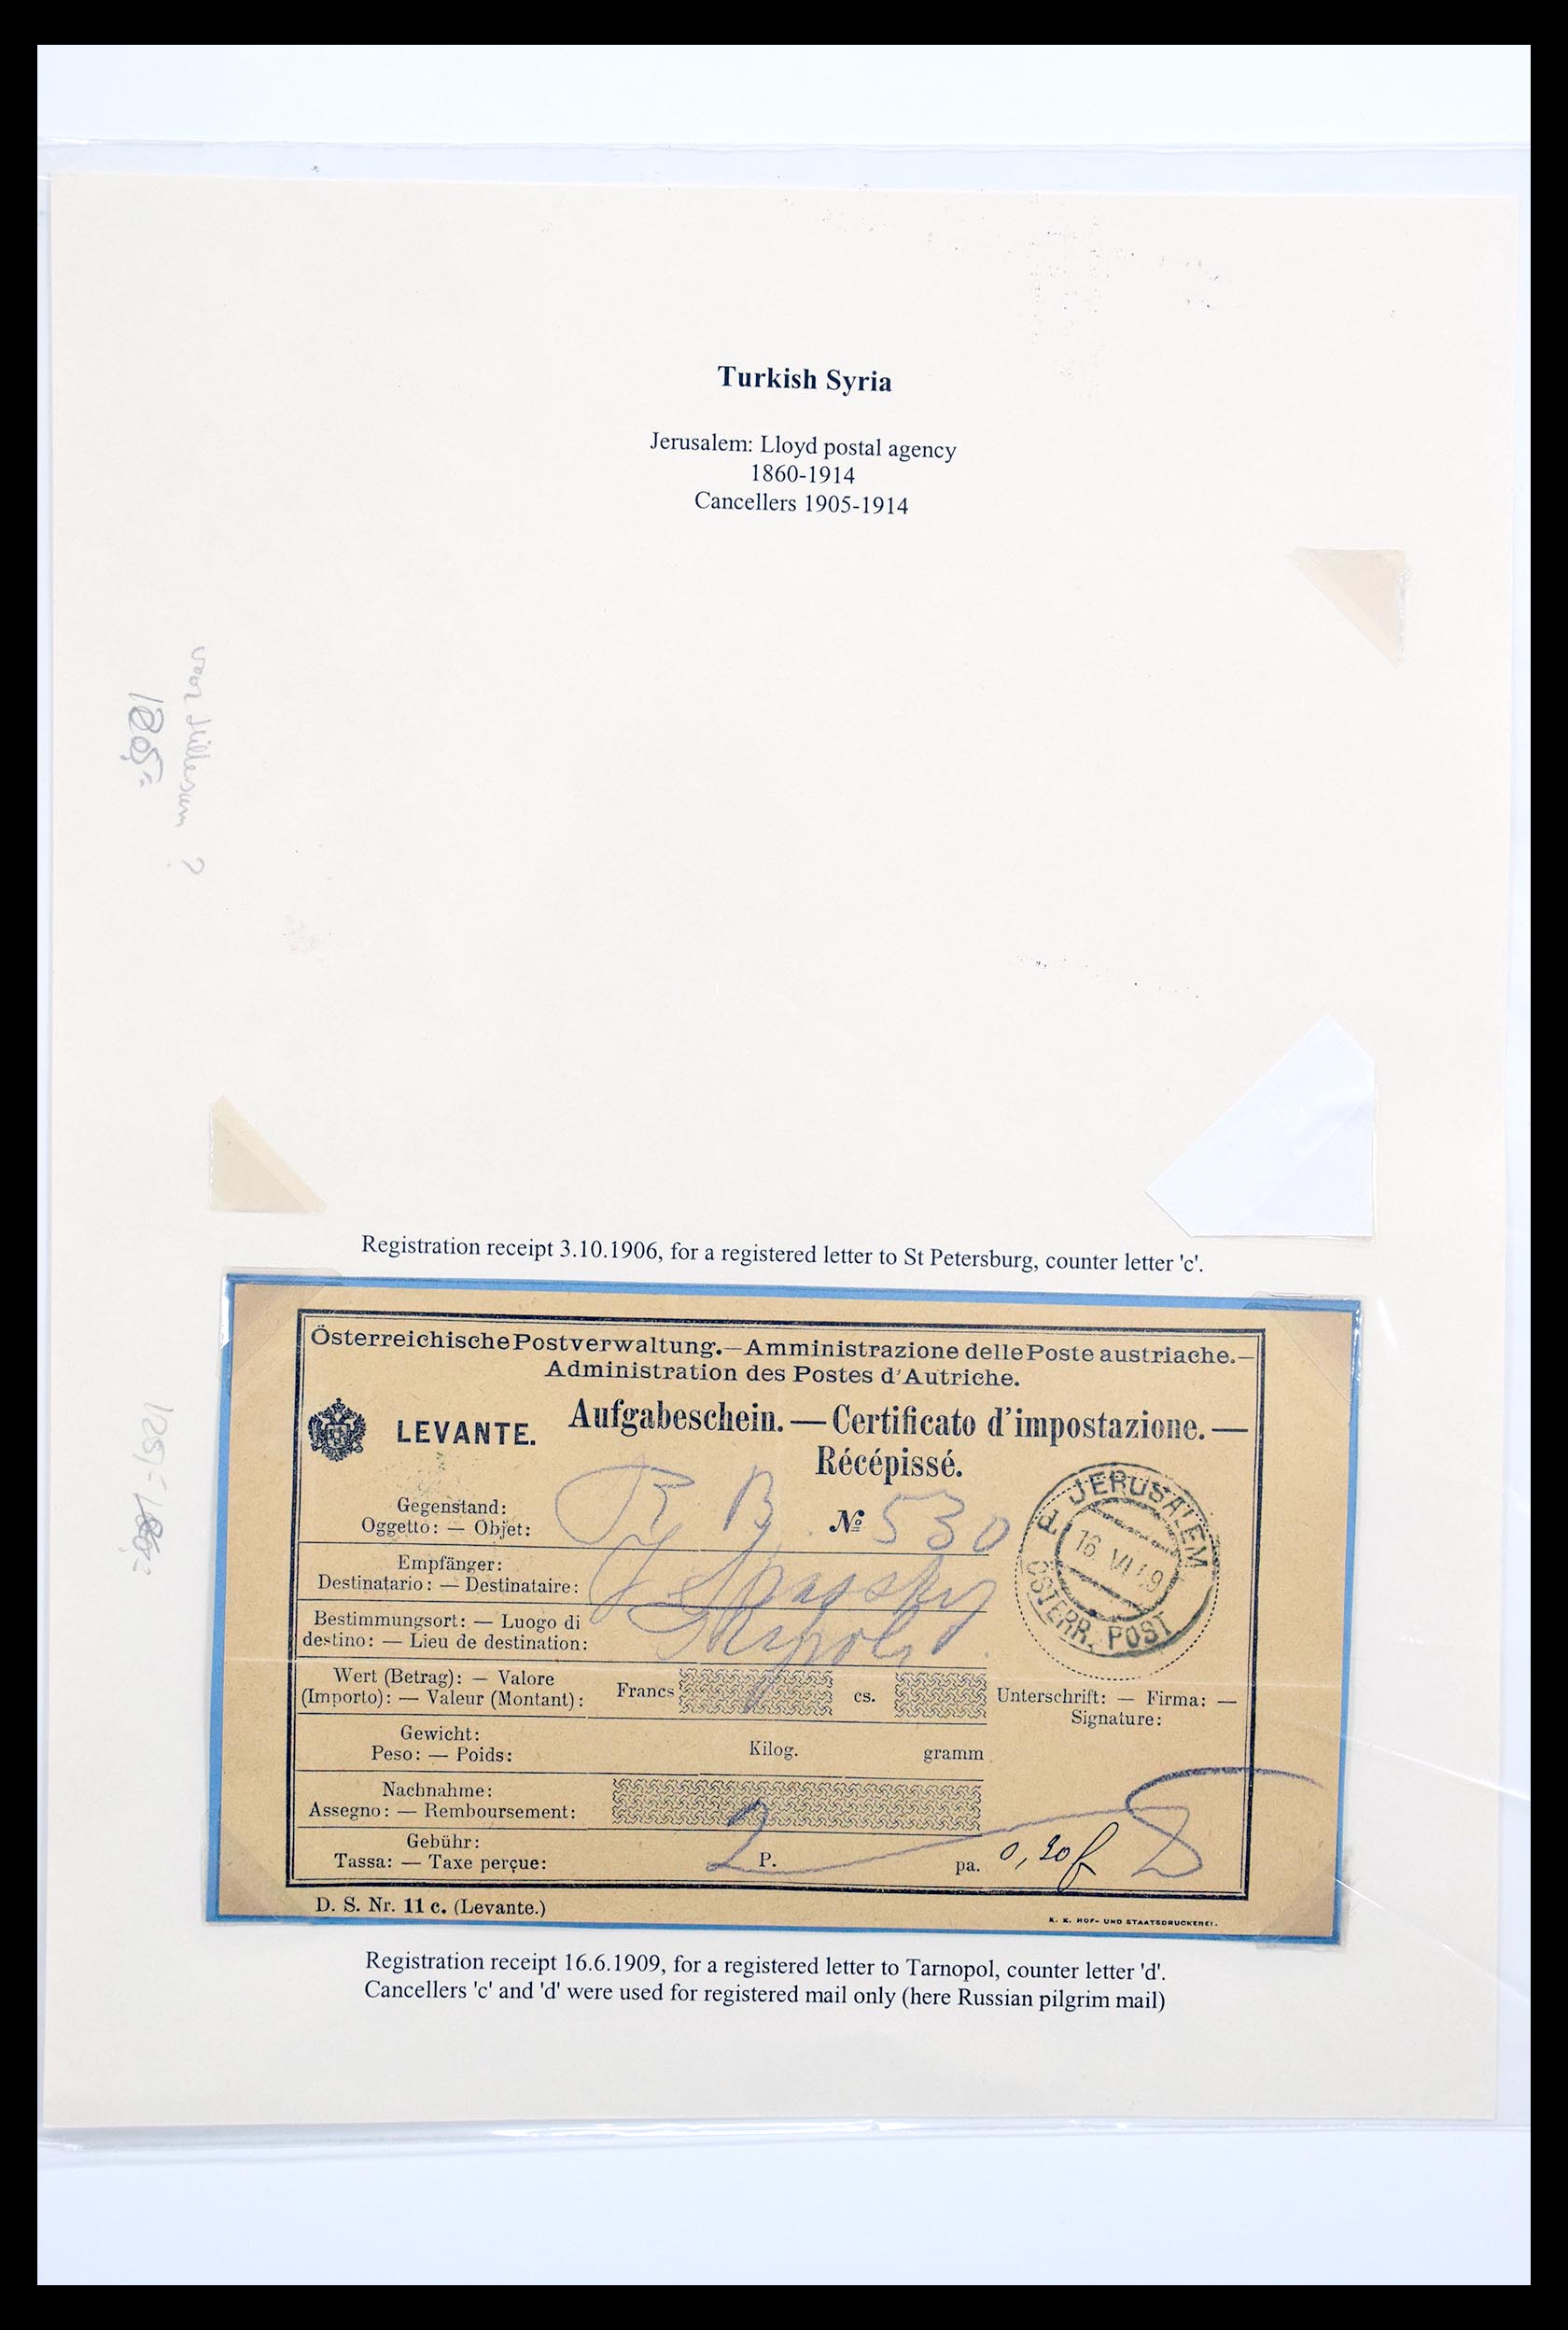 Turkish Syria
Jerusalem: Lloyd postal agency
1860-1914
Cancellers 1905-1914
voor Hillesum ?
Registration receipt 3.10.1906, for a registered letter to St Petersburg, counter letter 'c'.
Österreichische Postverwaltung.—Amministrazione delle Poste austriache.—
Administration des Postes d'Autriche.
LEVANTE.
Aufgabeschein. — Certificato d'impostazione. —
Récépissé.
Gegenstand:
Oggetto: — Objet:
R
№ 530
d JERUSALEM
16 VI 09
ÖSTERR. POST
Empfänger:
Destinatario: — Destinataire:
Bestimmungsort: — Luogo di
destino: — Lieu de destination:
Wert (Betrag): — Valore
(Importo): — Valeur (Montant):
Francs
cs.
Unterschrift: — Firma: —
Signature:
Gewicht:
Peso: — Poids:
Kilog.
gramm
Nachnahme:
Assegno: — Remboursement:
Gebühr:
Tassa: — Taxe perçue:
2 P.
pa.
D. S. Nr. 11 c. (Levante.)
K. K. HOF- UND STAATSDRUCKEREI.
Registration receipt 16.6.1909, for a registered letter to Tarnopol, counter letter 'd'.
Cancellers 'c' and 'd' were used for registered mail only (here Russian pilgrim mail)